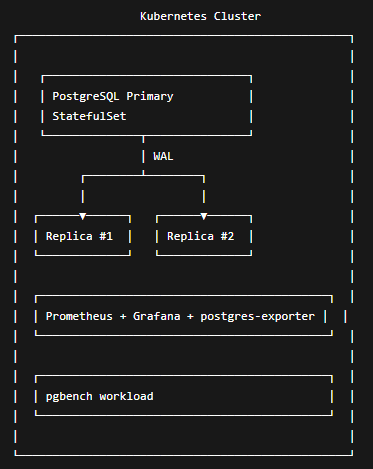 Kubernetes Cluster
PostgreSQL Primary
StatefulSet
WAL
Replica #1 Replica #2
Prometheus + Grafana + postgres-exporter
pgbench workload